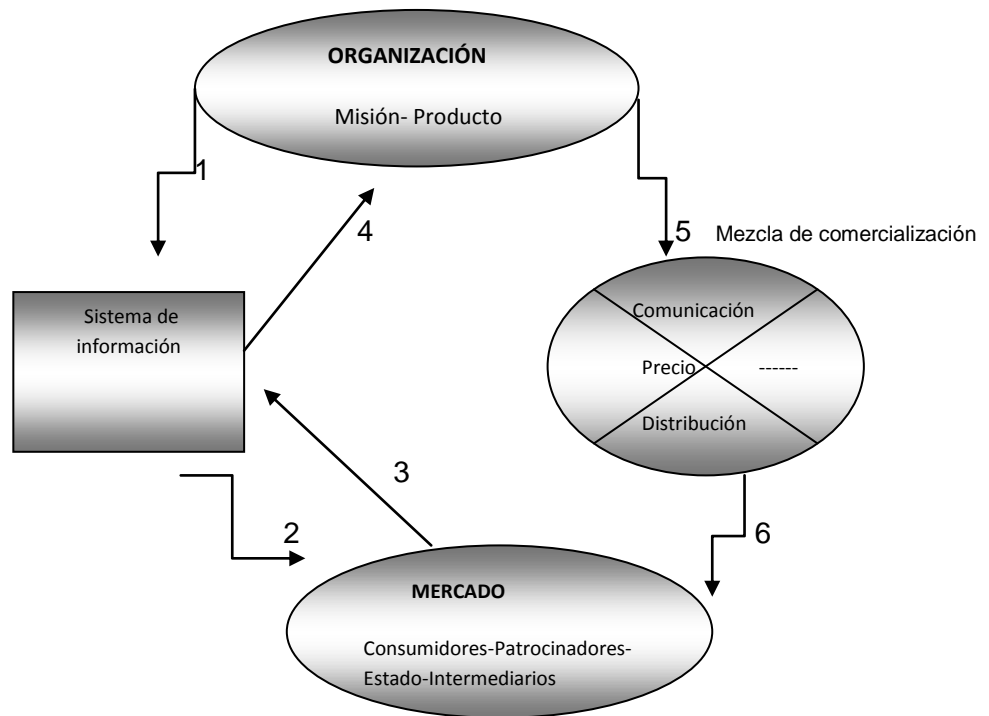 ORGANIZACIÓN
Misión- Producto
1
4
5
Mezcla de comercialización
Sistema de
información
Comunicación
Precio
------
Distribución
3
2
6
MERCADO
Consumidores-Patrocinadores-
Estado-Intermediarios